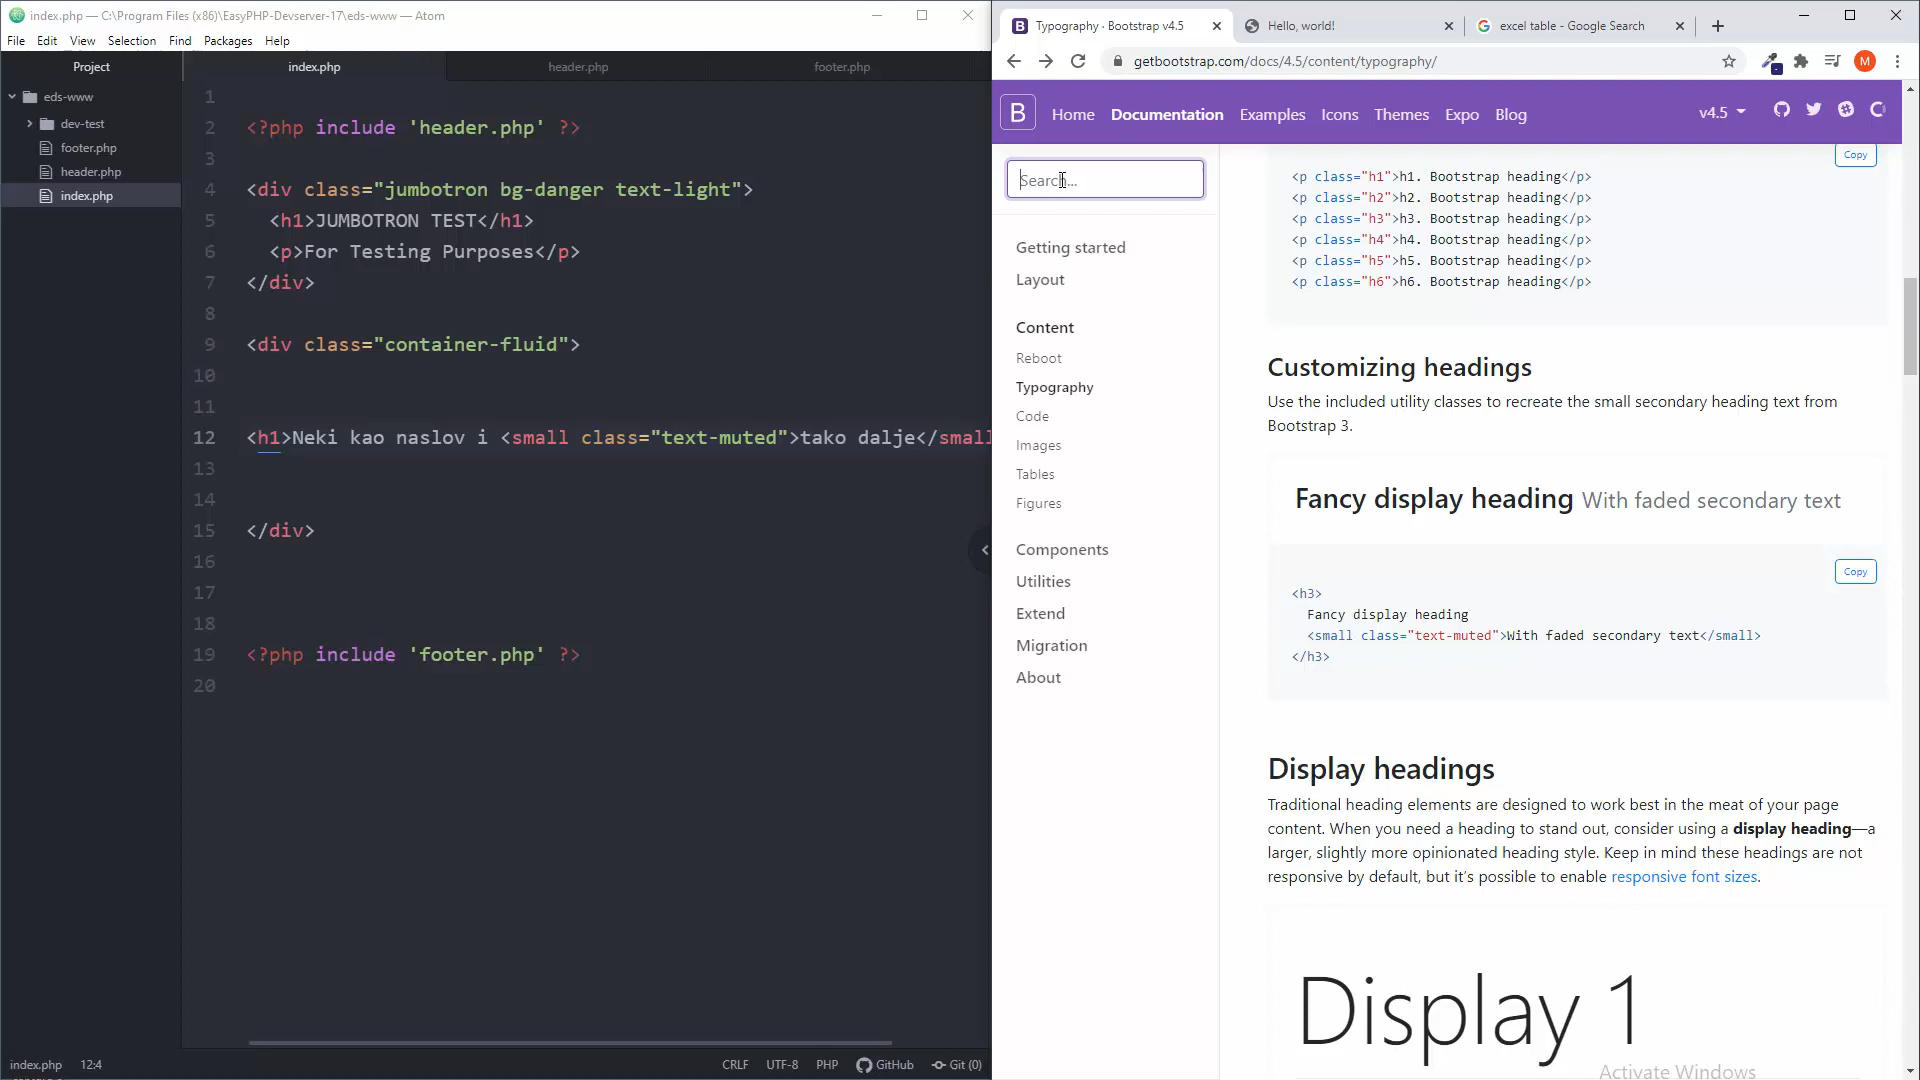 index.php — C:\Program Files (x86)\EasyPHP-Devserver-17\eds-www — Atom
File Edit View Selection Find Packages Help
Project
eds-www
dev-test
footer.php
header.php
index.php
index.php header.php footer.php
1
2 <?php include 'header.php' ?>
3
4 <div class="jumbotron bg-danger text-light">
5 <h1>JUMBOTRON TEST</h1>
6 <p>For Testing Purposes</p>
7 </div>
8
9 <div class="container-fluid">
10
11
12 <h1>Neki kao naslov i <small class="text-muted">tako dalje</small
13
14
15 </div>
16
17
18
19 <?php include 'footer.php' ?>
20
index.php 12:4 CRLF UTF-8 PHP GitHub Git (0)
Typography · Bootstrap v4.5
Hello, world!
excel table - Google Search
getbootstrap.com/docs/4.5/content/typography/
M
B Home Documentation Examples Icons Themes Expo Blog v4.5
Search...
Getting started
Layout
Content
Reboot
Typography
Code
Images
Tables
Figures
Components
Utilities
Extend
Migration
About
Copy
<p class="h1">h1. Bootstrap heading</p>
<p class="h2">h2. Bootstrap heading</p>
<p class="h3">h3. Bootstrap heading</p>
<p class="h4">h4. Bootstrap heading</p>
<p class="h5">h5. Bootstrap heading</p>
<p class="h6">h6. Bootstrap heading</p>
Customizing headings
Use the included utility classes to recreate the small secondary heading text from
Bootstrap 3.
Fancy display heading With faded secondary text
Copy
<h3>
Fancy display heading
<small class="text-muted">With faded secondary text</small>
</h3>
Display headings
Traditional heading elements are designed to work best in the meat of your page
content. When you need a heading to stand out, consider using a display heading—a
larger, slightly more opinionated heading style. Keep in mind these headings are not
responsive by default, but it's possible to enable responsive font sizes.
Display 1
Activate Windows